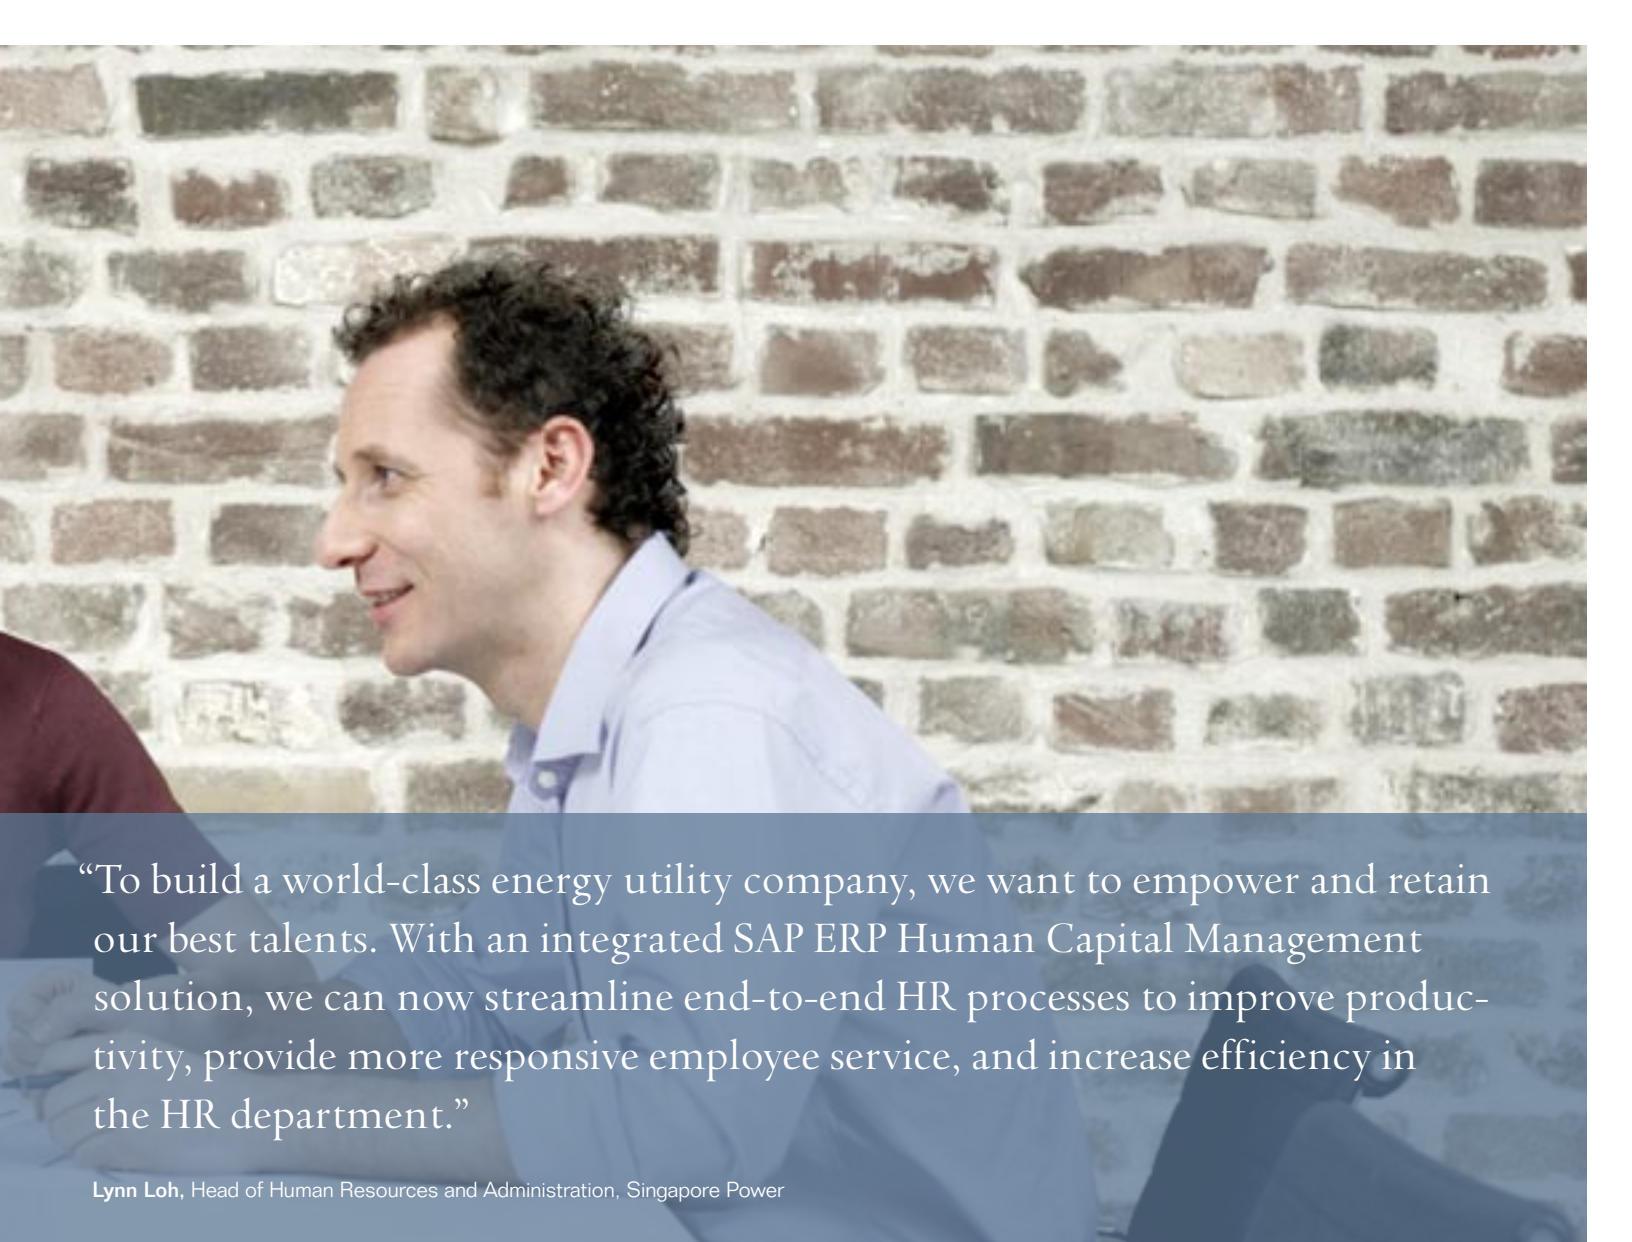 “To build a world-class energy utility company, we want to empower and retain
our best talents. With an integrated SAP ERP Human Capital Management
solution, we can now streamline end-to-end HR processes to improve produc-
tivity, provide more responsive employee service, and increase efficiency in
the HR department.”
Lynn Loh, Head of Human Resources and Administration, Singapore Power